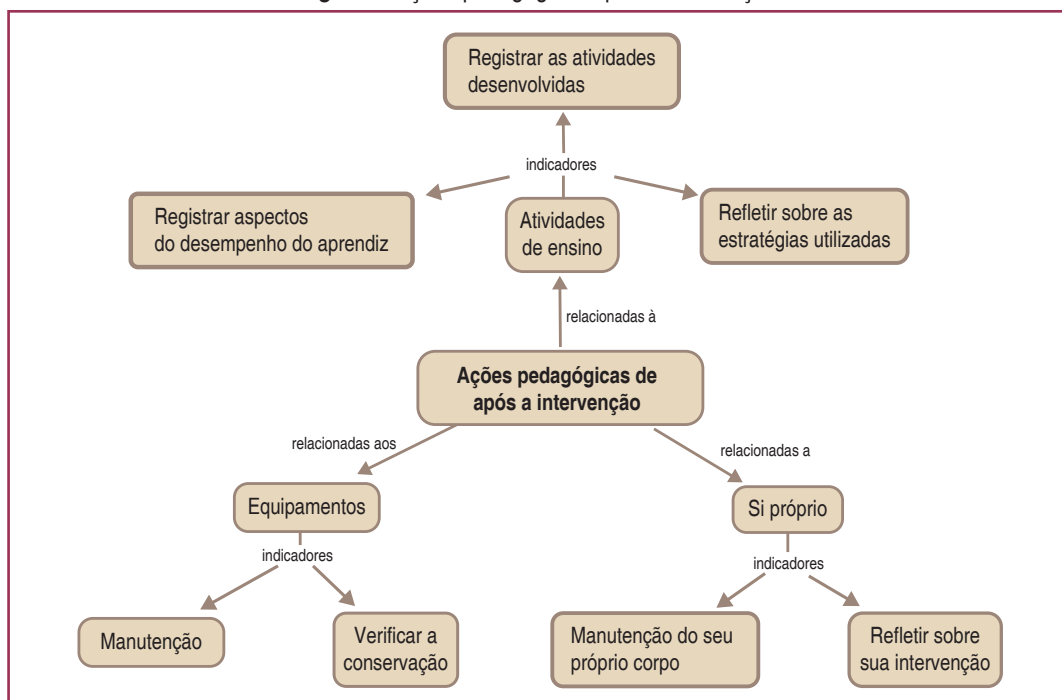 Registrar as atividades
desenvolvidas
indicadores
Registrar aspectos
do desempenho do aprendiz
Atividades
de ensino
Refletir sobre as
estratégias utilizadas
relacionadas à
Ações pedagógicas de
após a intervenção
relacionadas aos
relacionadas a
Equipamentos
Si próprio
indicadores
indicadores
Manutenção
Verificar a
conservação
Manutenção do seu
próprio corpo
Refletir sobre
sua intervenção